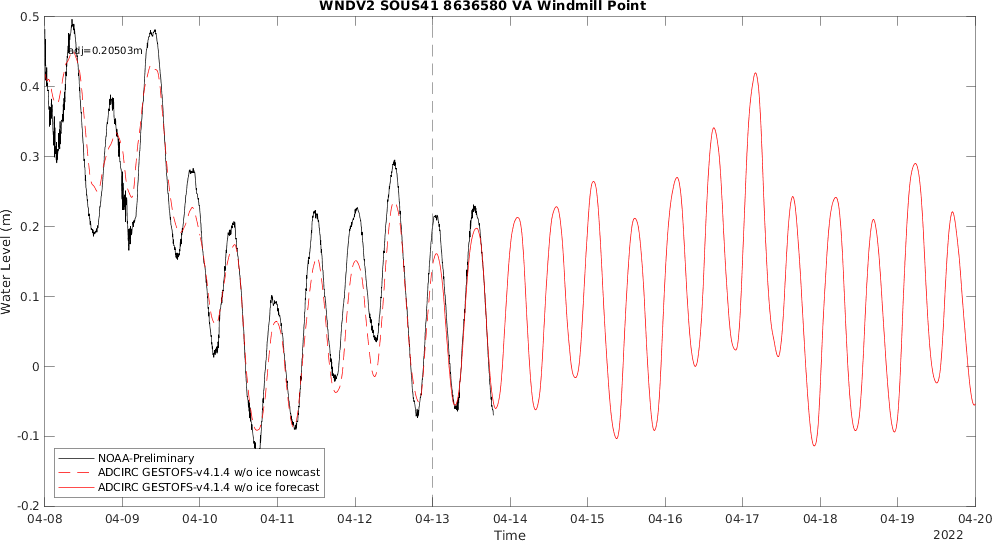 WNDV2 SOUS41 8636580 VA Windmill Point
0.5
adj=0.20503m
0.4
0.3
0.2
0.1
0
-0.1
-0.2
Water Level (m)
NOAA-Preliminary
ADCIRC GESTOFS-v4.1.4 w/o ice nowcast
ADCIRC GESTOFS-v4.1.4 w/o ice forecast
04-08 04-09 04-10 04-11 04-12 04-13 04-14 04-15 04-16 04-17 04-18 04-19 04-20
Time
2022